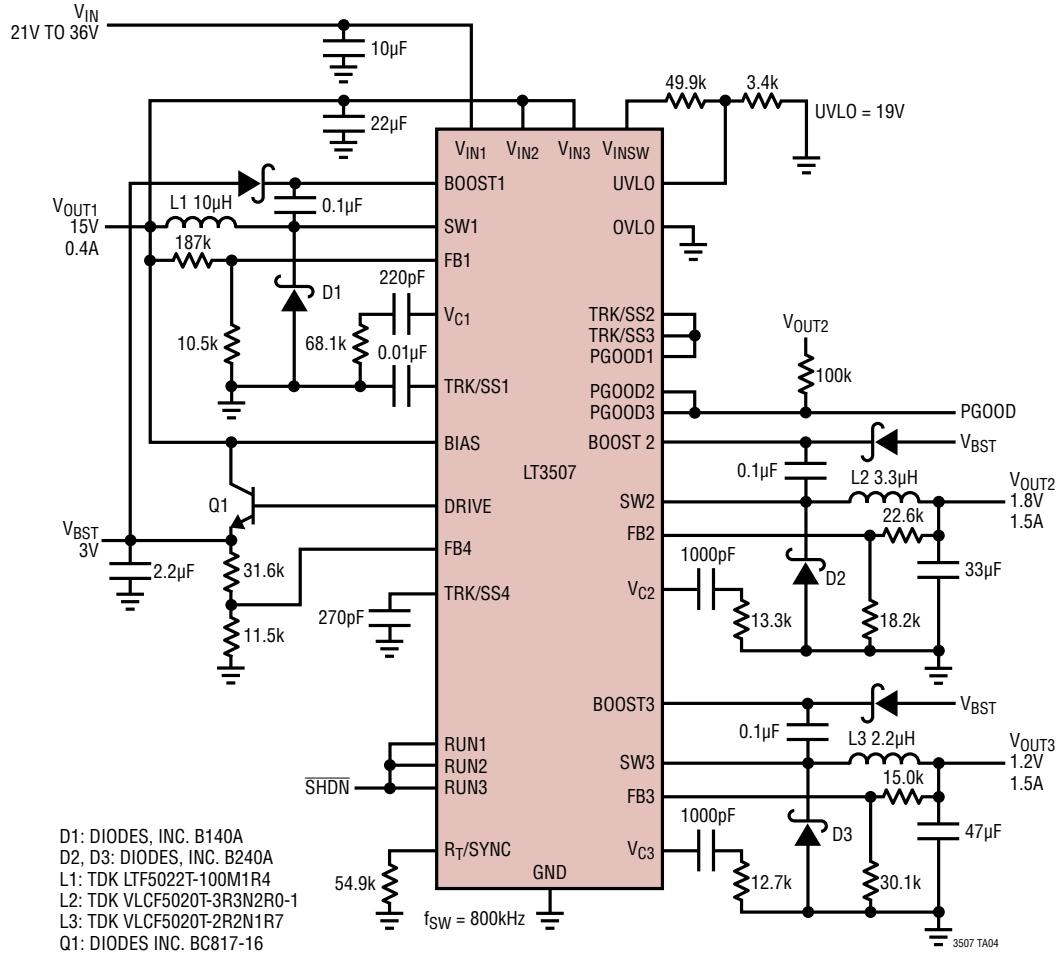 VIN
21V TO 36V
10µF
49.9k
3.4k
22µF
UVLO = 19V
VIN1
VIN2
VIN3
VINSW
BOOST1
UVLO
L1 10µH
0.1µF
VOUT1
15V
0.4A
SW1
OVLO
187k
FB1
220pF
D1
VC1
TRK/SS2
TRK/SS3
PGOOD1
VOUT2
10.5k
68.1k
0.01µF
100k
TRK/SS1
PGOOD2
PGOOD3
PGOOD
BIAS
BOOST 2
VBST
LT3507
0.1µF
L2 3.3µH
Q1
VOUT2
1.8V
1.5A
DRIVE
SW2
22.6k
VBST
3V
FB2
FB4
1000pF
2.2µF
31.6k
D2
33µF
TRK/SS4
VC2
270pF
13.3k
18.2k
11.5k
BOOST3
VBST
0.1µF
L3 2.2µH
RUN1
RUN2
RUN3
SHDN
SW3
VOUT3
1.2V
1.5A
15.0k
FB3
1000pF
D3
47µF
RT/SYNC
VC3
GND
54.9k
12.7k
30.1k
fSW = 800kHz
D1: DIODES, INC. B140A
D2, D3: DIODES, INC. B240A
L1: TDK LTF5022T-100M1R4
L2: TDK VLCF5020T-3R3N2R0-1
L3: TDK VLCF5020T-2R2N1R7
Q1: DIODES INC. BC817-16
3507 TA04